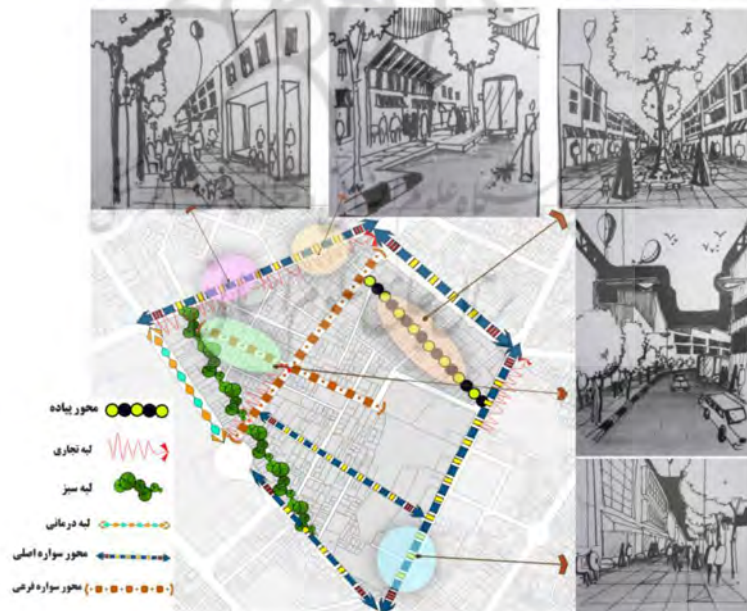 محور پیاده
لبه تجاری
لبه سبز
لبه درمانی
محور سواره اصلی
محور سواره فرعی